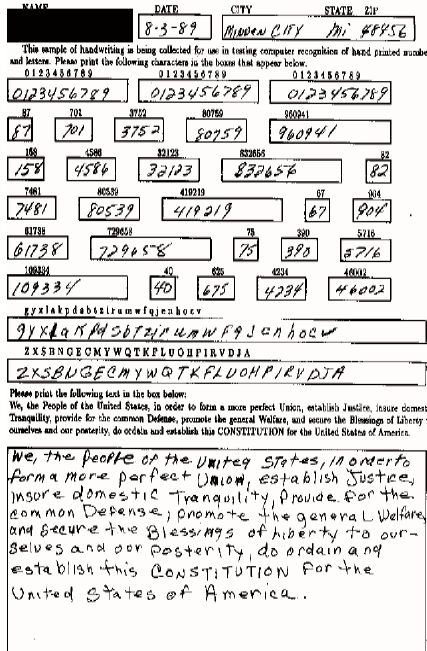 NAME DATE CITY STATE ZIP
8-3-89 MINDEN CITY Mi 48456
This sample of handwriting is being collected for use in testing computer recognition of hand printed numbers
and letters. Please print the following characters in the boxes that appear below.
0123456789 0123456789 0123456789
0123456789 0123456789 0123456789
87 701 3752 80759 960941
87 701 3752 80759 960941
158 4586 32123 832656 82
158 4586 32123 832656 82
7481 80539 419219 67 904
7481 80539 419219 67 904
61738 729658 75 390 5716
61738 729658 75 390 5716
109334 40 625 4234 46002
109334 40 675 4234 46002
gyxlakpdsbtzirumwfqjenhocv
gyxlakpdsbtzirumwfqjenhocv
ZXSBNGECMYWQTKFLUOHPIRVDJA
ZXSBNGECMYWQTKFLUOHPIRVDJA
Please print the following text in the box below:
We, the People of the United States, in order to form a more perfect Union, establish Justice, insure domest
Tranquility, provide for the common Defense, promote the general Welfare, and secure the Blessings of Liberty
ourselves and our posterity, do ordain and establish this CONSTITUTION for the United States of America.
We, the People of the United States, in order to
form a more perfect Union, establish Justice,
insure domestic Tranquility, Provide for the
common Defense, promote the general Welfare,
and secure the Blessings of Liberty to our-
selves and our Posterity, do ordain and
establish this CONSTITUTION for the
United States of America.